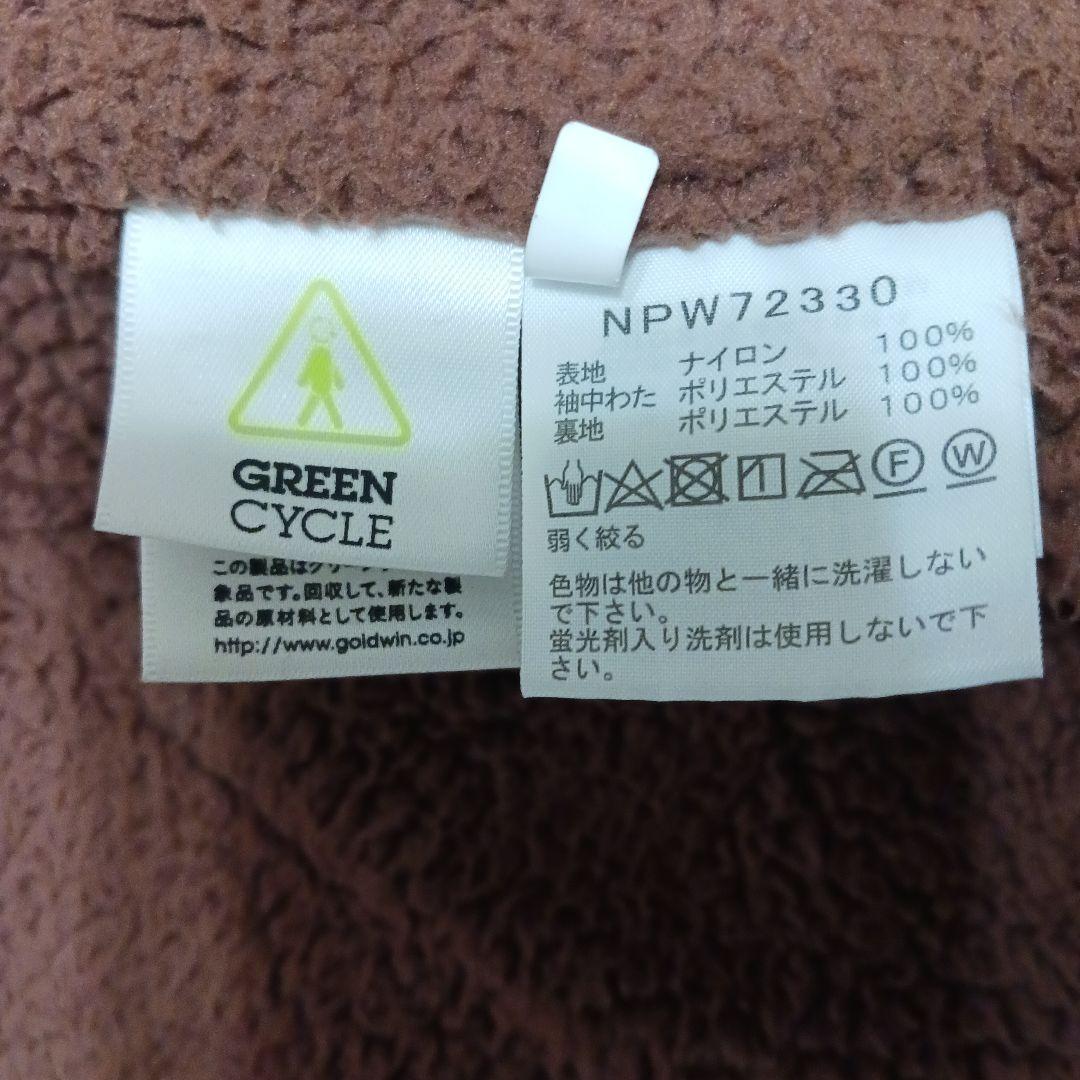 GREEN
CYCLE
この製品はグリーン
象品です。回収して、新たな製
品の原材料として使用します。
http://www.goldwin.co.jp
NPW72330
表地 ナイロン 100%
袖中わた ポリエステル 100%
裏地 ポリエステル 100%
F W
弱く絞る
色物は他の物と一緒に洗濯しない
で下さい。
蛍光剤入り洗剤は使用しないで下
さい。